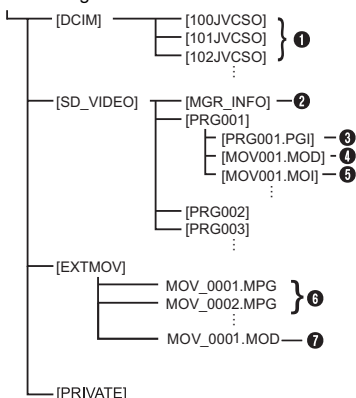 [DCIM] [100JVCSO]
[101JVCSO] ❶
[102JVCSO]
⋮
[SD_VIDEO] [MGR_INFO] ❷
[PRG001]
[PRG001.PGI] ❸
[MOV001.MOD] ❹
[MOV001.MOI] ❺
⋮
[PRG002]
[PRG003]
⋮
[EXTMOV]
MOV_0001.MPG
MOV_0002.MPG ❻
⋮
MOV_0001.MOD ❼
[PRIVATE]